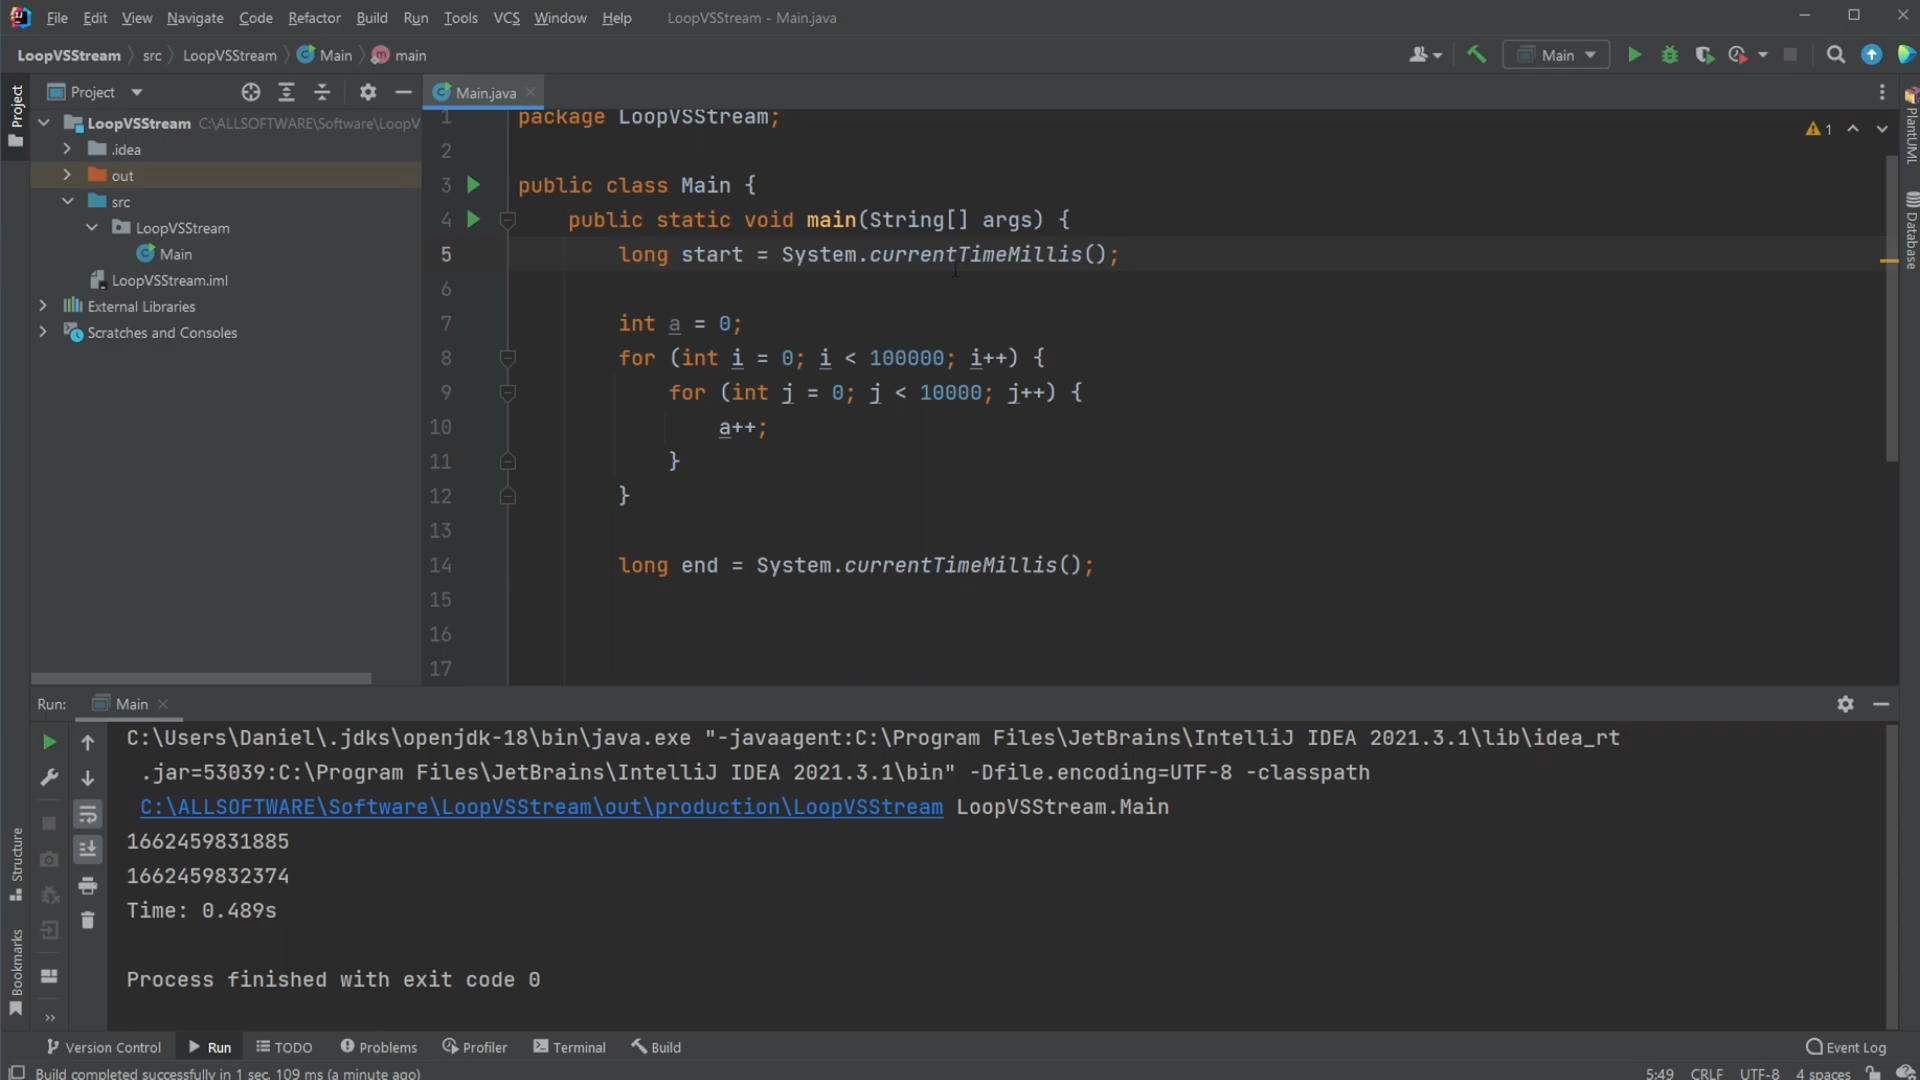 File Edit View Navigate Code Refactor Build Run Tools VCS Window Help LoopVSStream - Main.java
LoopVSStream src LoopVSStream Main main
Main
Project
Main.java
LoopVSStream C:\ALLSOFTWARE\Software\LoopV
.idea
out
src
LoopVSStream
Main
LoopVSStream.iml
External Libraries
Scratches and Consoles
Project
Structure
Bookmarks
1 package LoopVSStream;
2
3 public class Main {
4 public static void main(String[] args) {
5 long start = System.currentTimeMillis();
6
7 int a = 0;
8 for (int i = 0; i < 100000; i++) {
9 for (int j = 0; j < 10000; j++) {
10 a++;
11 }
12 }
13
14 long end = System.currentTimeMillis();
15
16
17
1
PlantUML
Database
Run: Main
C:\Users\Daniel\.jdks\openjdk-18\bin\java.exe "-javaagent:C:\Program Files\JetBrains\IntelliJ IDEA 2021.3.1\lib\idea_rt
.jar=53039:C:\Program Files\JetBrains\IntelliJ IDEA 2021.3.1\bin" -Dfile.encoding=UTF-8 -classpath
C:\ALLSOFTWARE\Software\LoopVSStream\out\production\LoopVSStream LoopVSStream.Main
1662459831885
1662459832374
Time: 0.489s
Process finished with exit code 0
Version Control Run TODO Problems Profiler Terminal Build Event Log
Build completed successfully in 1 sec, 109 ms (a minute ago) 5:49 CRLF UTF-8 4 spaces